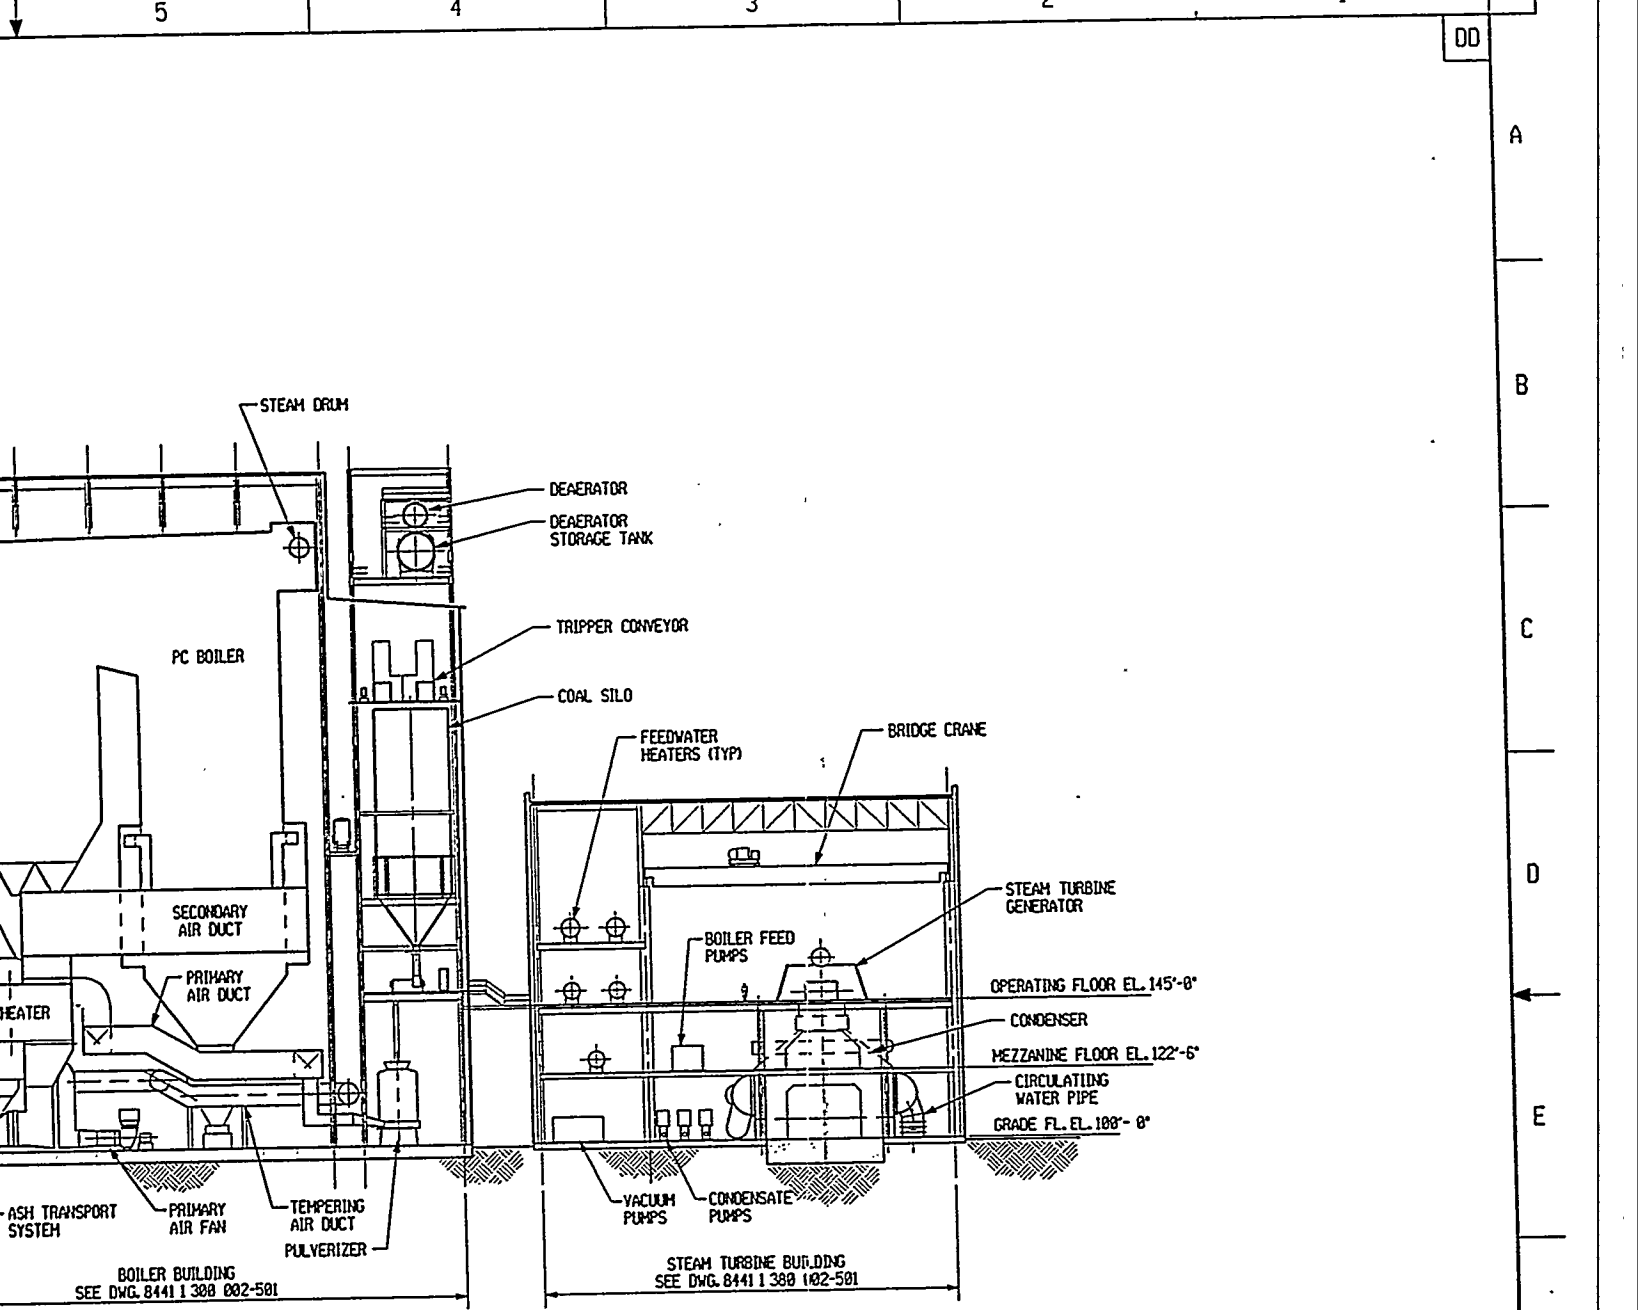 5
4
3
2
DD
A
B
STEAM DRUM
DEAERATOR
DEAERATOR
STORAGE TANK
C
TRIPPER CONVEYOR
PC BOILER
COAL SILO
FEEDWATER
HEATERS (TYP)
BRIDGE CRANE
D
STEAM TURBINE
GENERATOR
SECONDARY
AIR DUCT
BOILER FEED
PUMPS
PRIMARY
AIR DUCT
OPERATING FLOOR EL. 145'-0"
HEATER
CONDENSER
MEZZANINE FLOOR EL. 122'-6"
CIRCULATIING
WATER PIPE
E
GRADE FL. EL. 100'- 0"
ASH TRANSPORT
SYSTEM
PRIMARY
AIR FAN
TEMPERING
AIR DUCT
PULVERIZER
VACUUM
PUMPS
CONDENSATE
PUMPS
BOILER BUILDING
SEE DWG. 8441 1 300 002-501
STEAM TURBINE BUILDING
SEE DWG. 8441 1 380 002-501